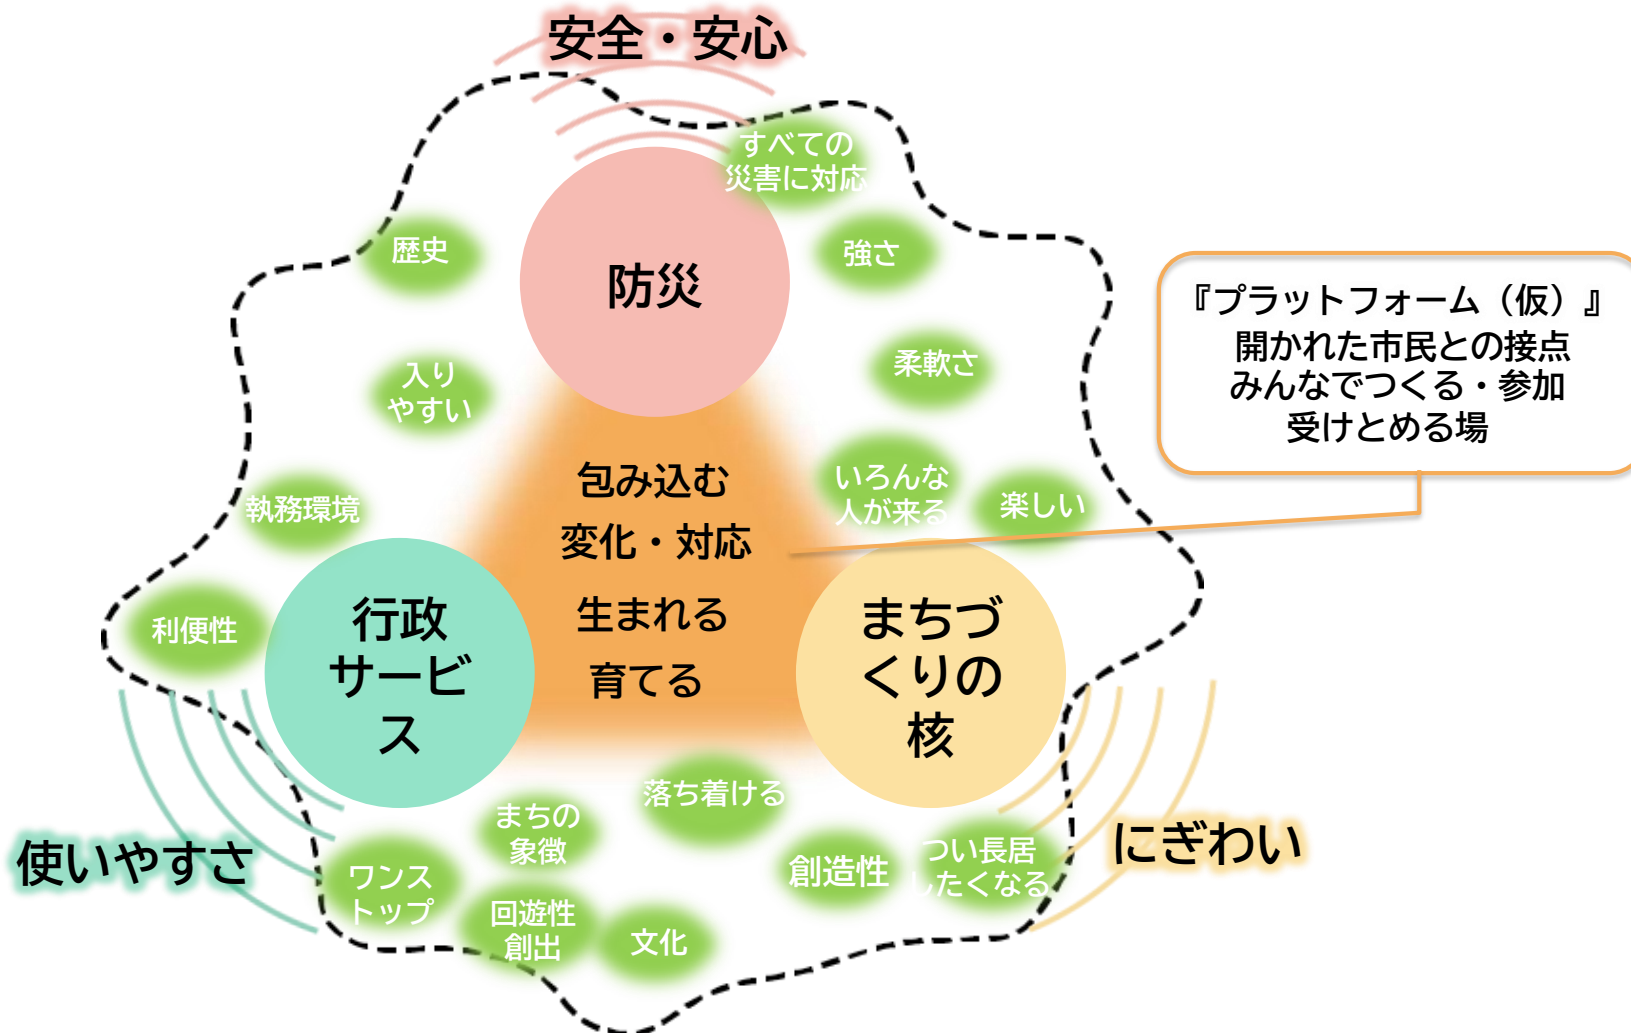 安全・安心
すべての
災害に対応
歴史
強さ
防災
『プラットフォーム（仮）』
開かれた市民との接点
みんなでつくる・参加
受けとめる場
入り
やすい
柔軟さ
包み込む
変化・対応
生まれる
育てる
いろんな
人が来る
楽しい
執務環境
利便性
行政
サービ
ス
まちづ
くりの
核
落ち着ける
まちの
象徴
創造性
つい長居
したくなる
にぎわい
使いやすさ
ワンス
トップ
回遊性
創出
文化